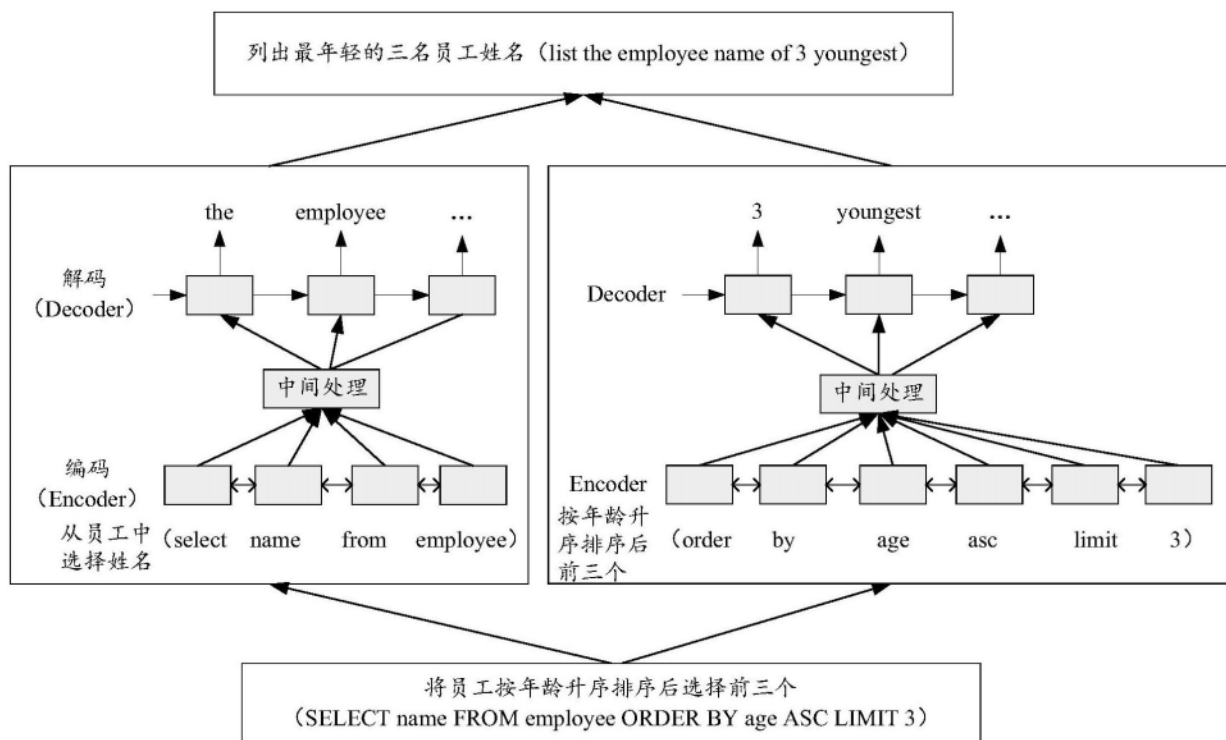 列出最年轻的三名员工姓名（list the employee name of 3 youngest）
the employee …
解码
（Decoder）
中间处理
编码
（Encoder）
从员工中
选择姓名
（select name from employee）
3 youngest …
Decoder
中间处理
Encoder
按年龄升
序排序后
前三个
（order by age asc limit 3）
将员工按年龄升序排序后选择前三个
（SELECT name FROM employee ORDER BY age ASC LIMIT 3）